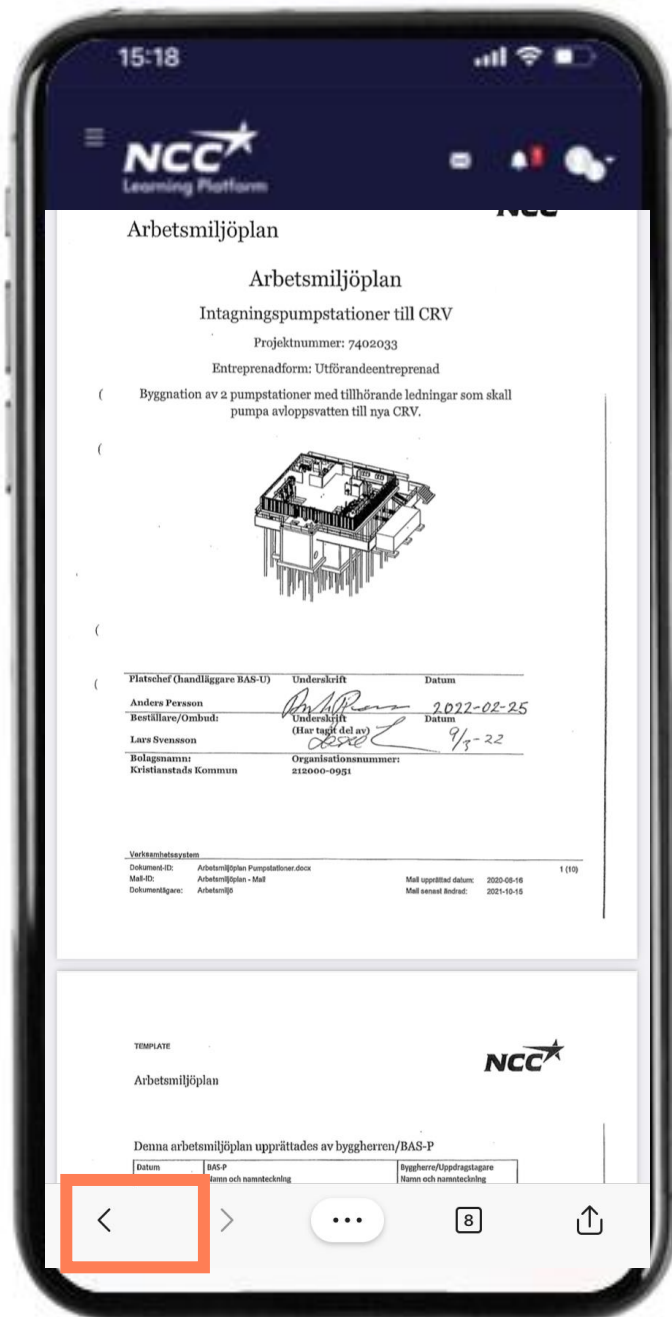 15:18
NCC
Learning Platform
NCC
Arbetsmiljöplan
Arbetsmiljöplan
Intagningspumpstationer till CRV
Projektnummer: 7402033
Entreprenadform: Utförandeentreprenad
Byggnation av 2 pumpstationer med tillhörande ledningar som skall
pumpa avloppsvatten till nya CRV.
Platschef (handläggare BAS-U) Underskrift Datum
Anders Persson 2022-02-25
Beställare/Ombud: Underskrift Datum
(Har tagit del av) 9/3-22
Lars Svensson
Bolagsnamn: Organisationsnummer:
Kristianstads Kommun 212000-0951
Verksamhetssystem
Dokument-ID: Arbetsmiljöplan Pumpstationer.docx 1 (10)
Mall-ID: Arbetsmiljöplan - Mall Mall upprättad datum: 2020-06-16
Dokumentägare: Arbetsmiljö Mall senast ändrad: 2021-10-15
TEMPLATE
NCC
Arbetsmiljöplan
Denna arbetsmiljöplan upprättades av byggherren/BAS-P
Datum BAS-P Byggherre/Uppdragstagare
Namn och namnteckning Namn och namnteckning
8